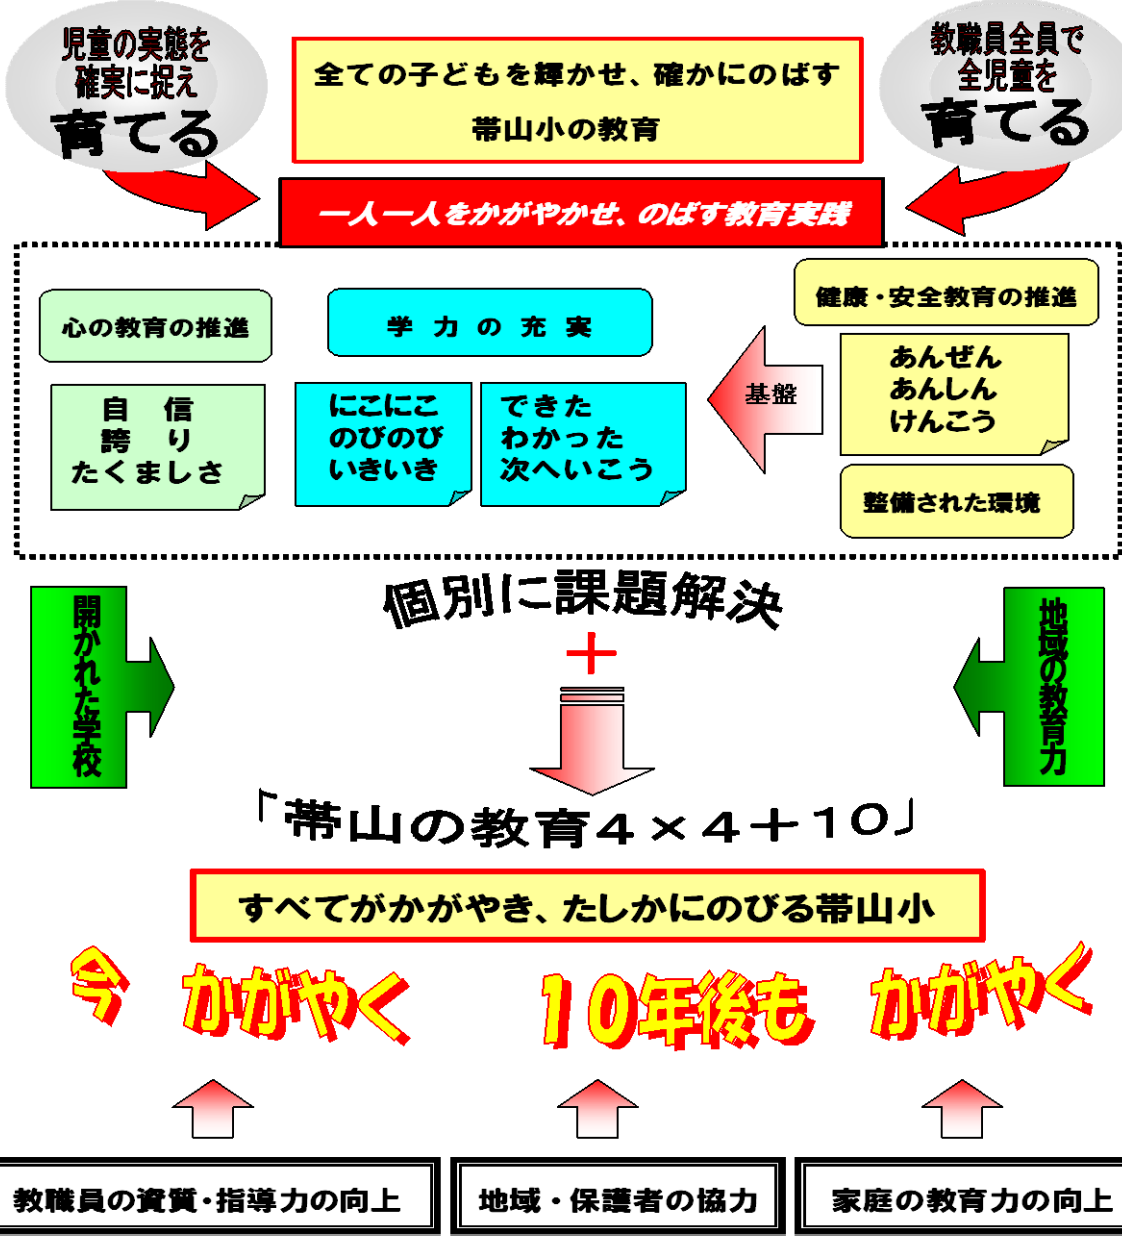 児童の実態を
確実に捉え
育てる
全ての子どもを輝かせ、確かにのばす
帯山小の教育
教職員全員で
全児童を
育てる
一人一人をかがやかせ、のばす教育実践
心の教育の推進
自　信
誇　り
たくましさ
学 力 の 充 実
にこにこ
のびのび
いきいき
できた
わかった
次へいこう
基盤
健康・安全教育の推進
あんぜん
あんしん
けんこう
整備された環境
開かれた学校
個別に課題解決
＋
地域の教育力
「帯山の教育４×４＋１０」
すべてがかがやき、たしかにのびる帯山小
今 かがやく １０年後も かがやく
教職員の資質・指導力の向上
地域・保護者の協力
家庭の教育力の向上